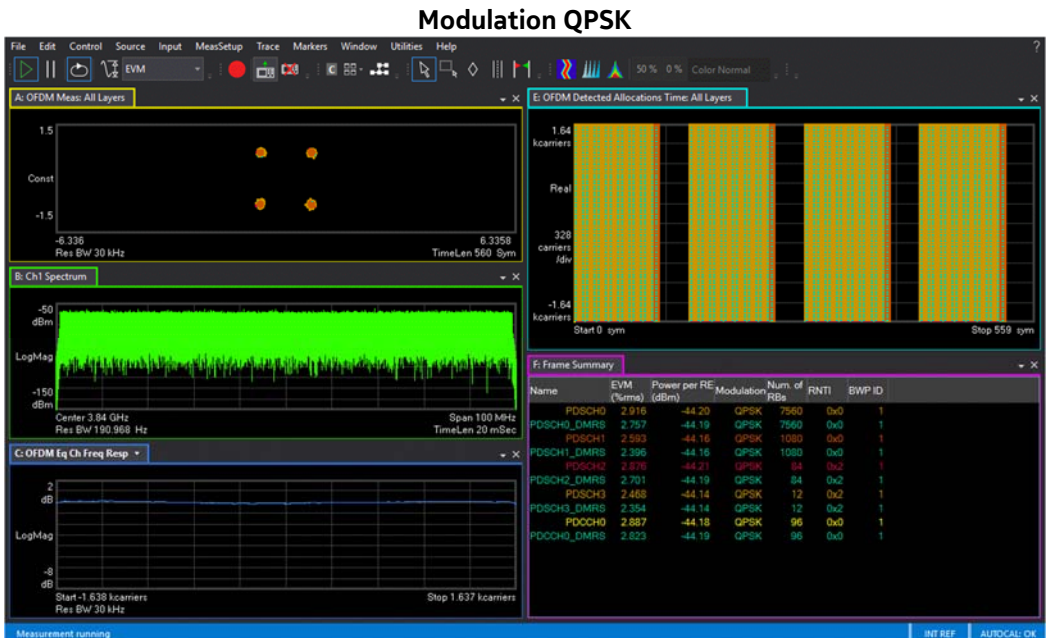 Modulation QPSK
File Edit Control Source Input MeasSetup Trace Markers Window Utilities Help ?
EVM C 50 % 0 % Color Normal
A: OFDM Meas: All Layers
1.5
Const
-1.5
-6.336 6.3358
Res BW 30 kHz TimeLen 560 Sym
B: Ch1 Spectrum
-50
dBm
LogMag
-150
dBm
Center 3.84 GHz Span 100 MHz
Res BW 190.968 Hz TimeLen 20 mSec
C: OFDM Eq Ch Freq Resp
2
dB
LogMag
-8
dB
Start -1.638 kcarriers Stop 1.637 kcarriers
Res BW 30 kHz
E: OFDM Detected Allocations Time: All Layers
1.64
kcarriers
Real
328
carriers
/div
-1.64
kcarriers
Start 0 sym Stop 559 sym
F: Frame Summary
Name EVM (%rms) Power per RE (dBm) Modulation Num. of RBs RNTI BWP ID
PDSCH0 2.916 -44.20 QPSK 7560 0x0 1
PDSCH0_DMRS 2.757 -44.19 QPSK 7560 0x0 1
PDSCH1 2.593 -44.16 QPSK 1080 0x0 1
PDSCH1_DMRS 2.396 -44.16 QPSK 1080 0x0 1
PDSCH2 2.876 -44.21 QPSK 84 0x2 1
PDSCH2_DMRS 2.701 -44.19 QPSK 84 0x2 1
PDSCH3 2.468 -44.14 QPSK 12 0x2 1
PDSCH3_DMRS 2.354 -44.14 QPSK 12 0x2 1
PDCCH0 2.887 -44.18 QPSK 96 0x0 1
PDCCH0_DMRS 2.823 -44.19 QPSK 96 0x0 1
Measurement running INT REF AUTOCAL: OK